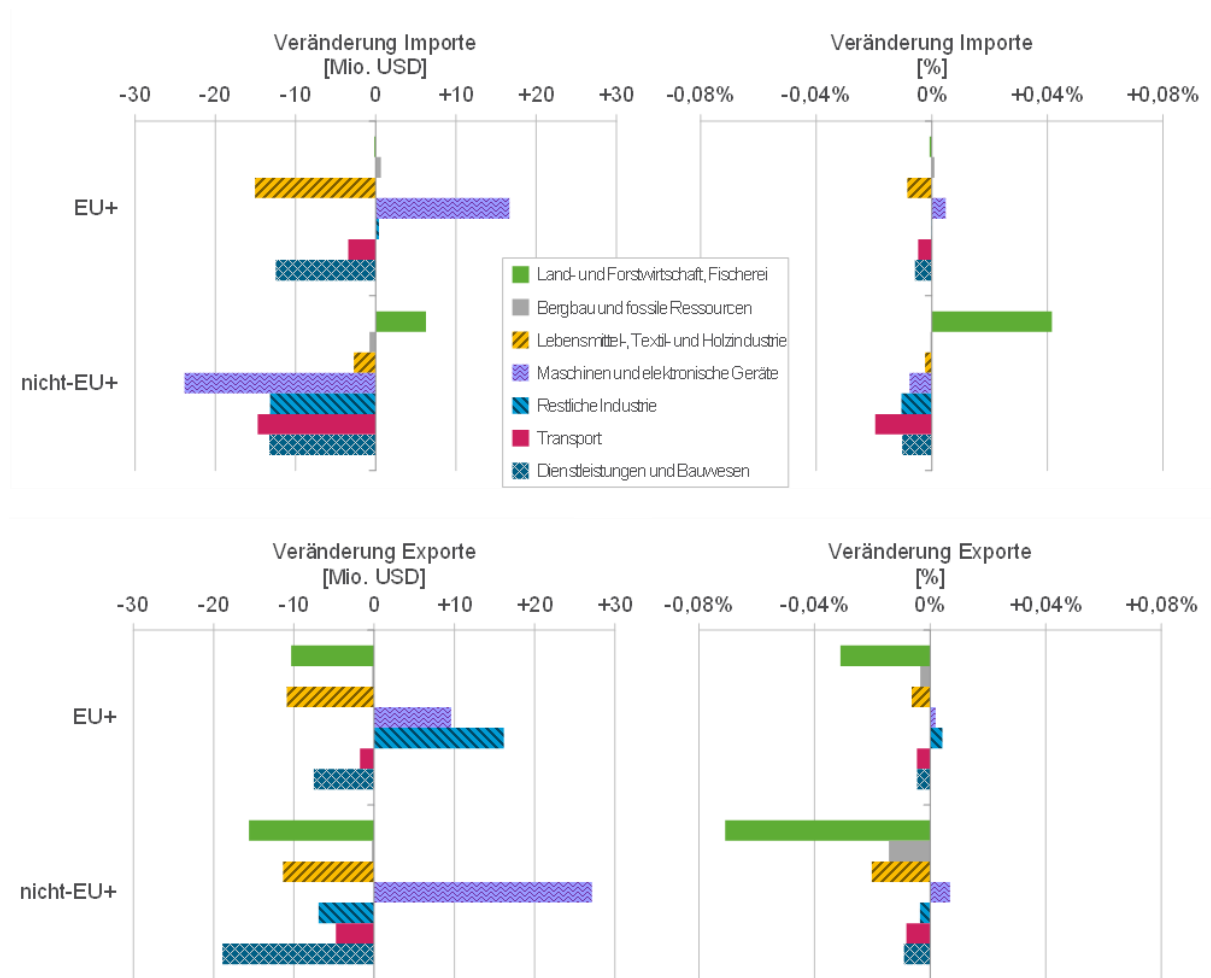 Veränderung Importe
[Mio. USD]
-30 -20 -10 0 +10 +20 +30
Veränderung Importe
[%]
-0,08% -0,04% 0% +0,04% +0,08%
EU+
nicht-EU+
Land- und Forstwirtschaft, Fischerei
Bergbau und fossile Ressourcen
Lebensmittel-, Textil- und Holzindustrie
Maschinen und elektronische Geräte
Restliche Industrie
Transport
Dienstleistungen und Bauwesen
Veränderung Exporte
[Mio. USD]
-30 -20 -10 0 +10 +20 +30
Veränderung Exporte
[%]
-0,08% -0,04% 0% +0,04% +0,08%
EU+
nicht-EU+